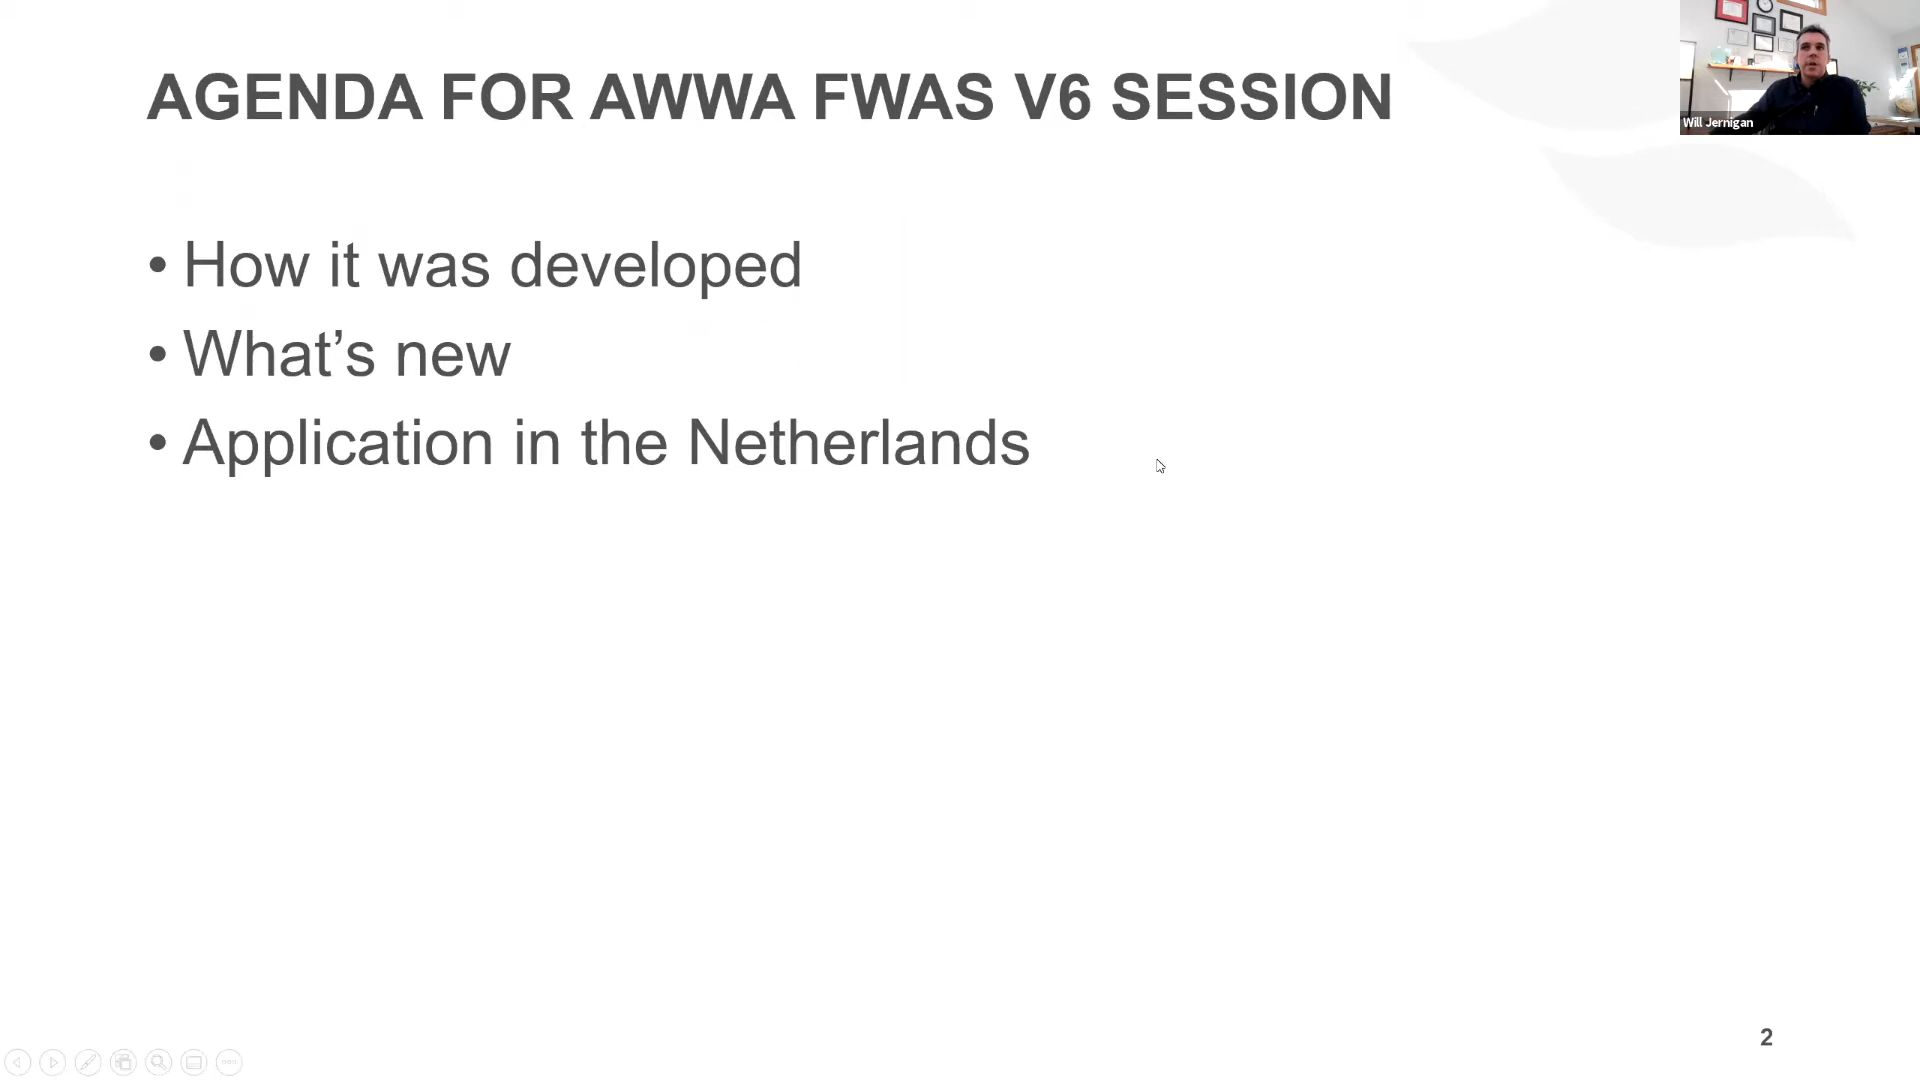 AGENDA FOR AWWA FWAS V6 SESSION
Will Jernigan
• How it was developed
• What’s new
• Application in the Netherlands
2